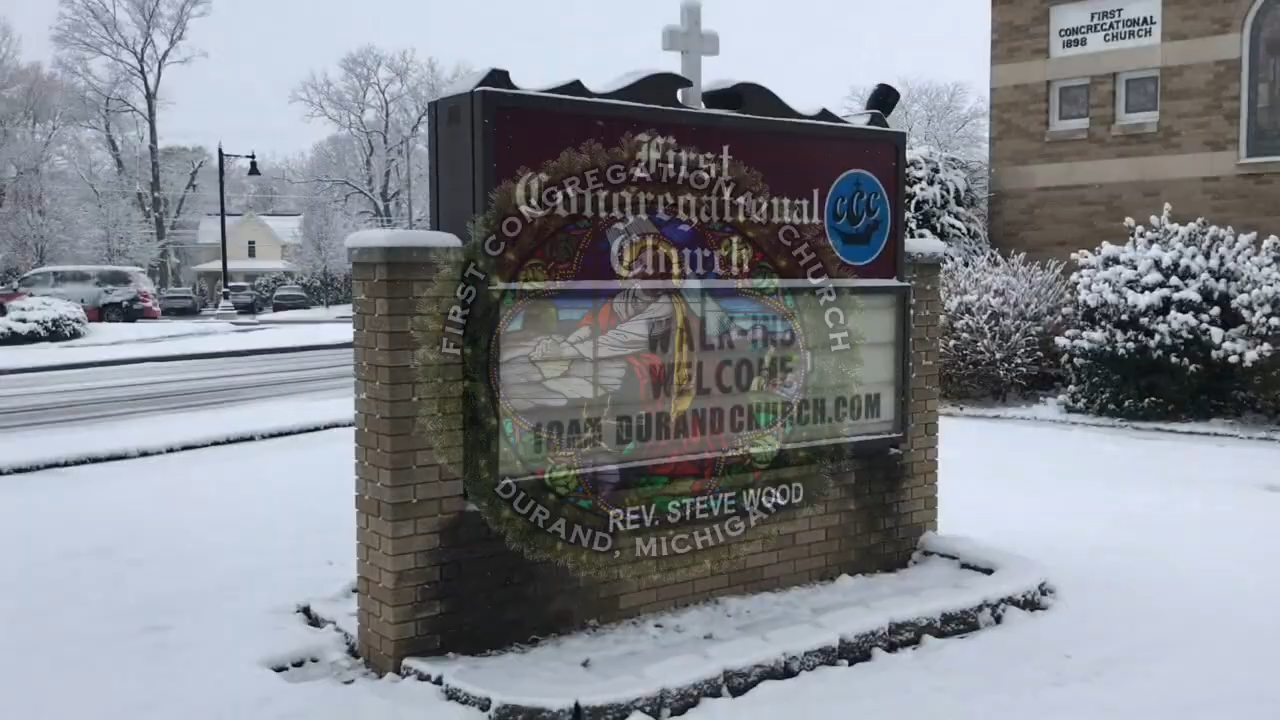 FIRST
CONGREGATIONAL
1898 CHURCH
First
Congregational
Church
CCC
WALK-INS
WELCOME
10AM DURANDCHURCH.COM
REV. STEVE WOOD
FIRST CONGREGATIONAL CHURCH
DURAND, MICHIGAN